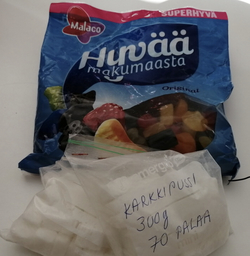 SUPERHYVÄ
Malaco
Hyvää
makumaasta
Original
KARKKIPUSSI
300g
70 PALAA